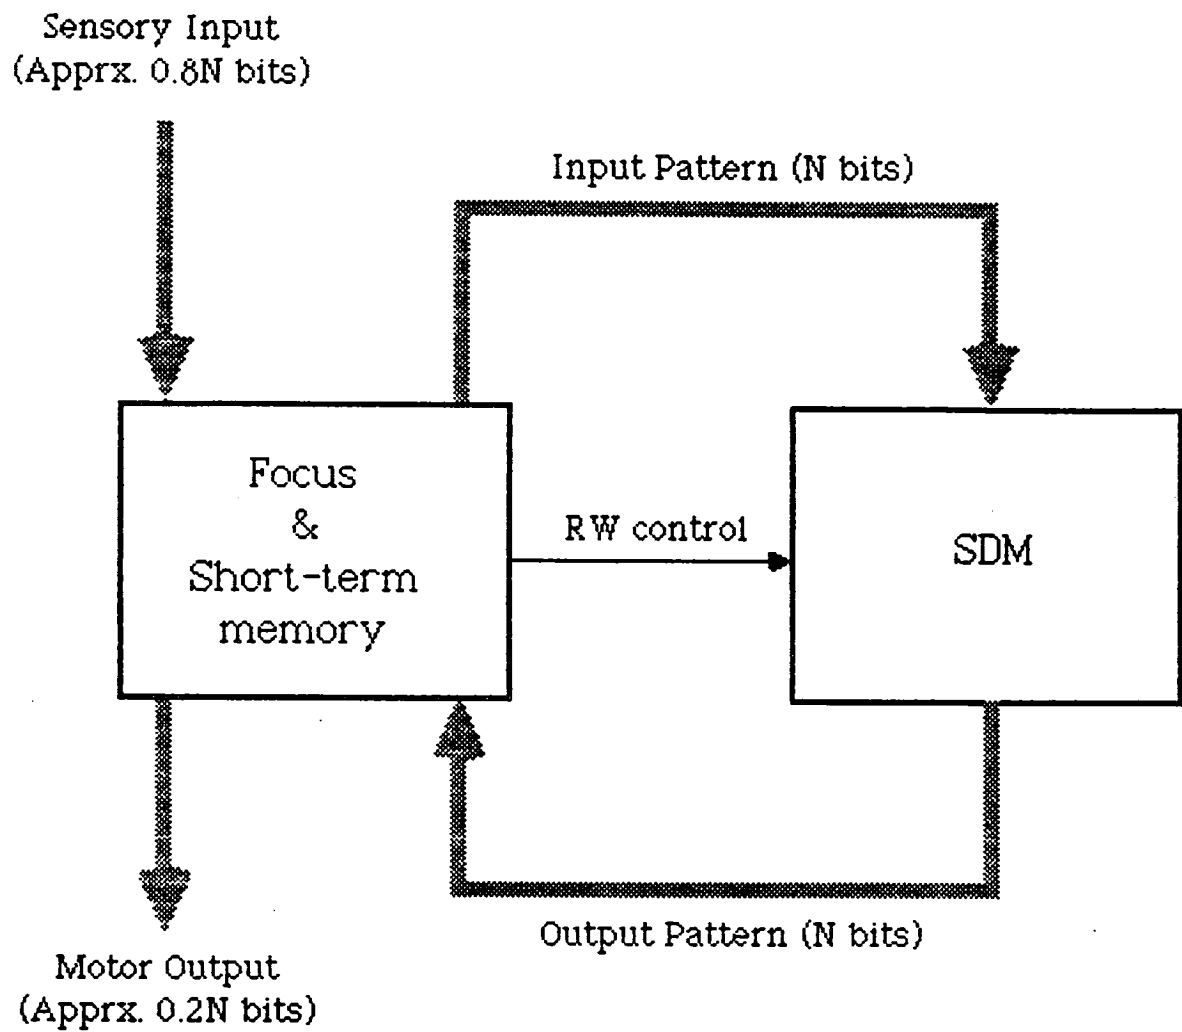 Sensory Input
(Apprx. 0.8N bits)
Input Pattern (N bits)
Focus
&
Short-term
memory
RW control
SDM
Output Pattern (N bits)
Motor Output
(Apprx. 0.2N bits)